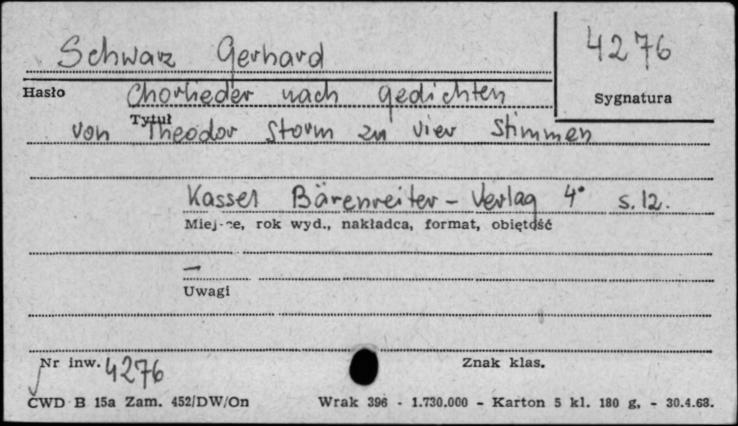 Schwarz Gerhard
4276
Hasło
Chorlieder nach gedichten
Sygnatura
Tytuł
von Theodor Storm zu vier Stimmen
Kassel Bärenreiter - Verlag 4° s. 12.
Miejsce, rok wyd., nakładca, format, obiętość
—
Uwagi
Nr inw. 4276
Znak klas.
CWD B 15a Zam. 452/DW/On Wrak 396 - 1.730.000 - Karton 5 kl. 180 g, - 30.4.68.